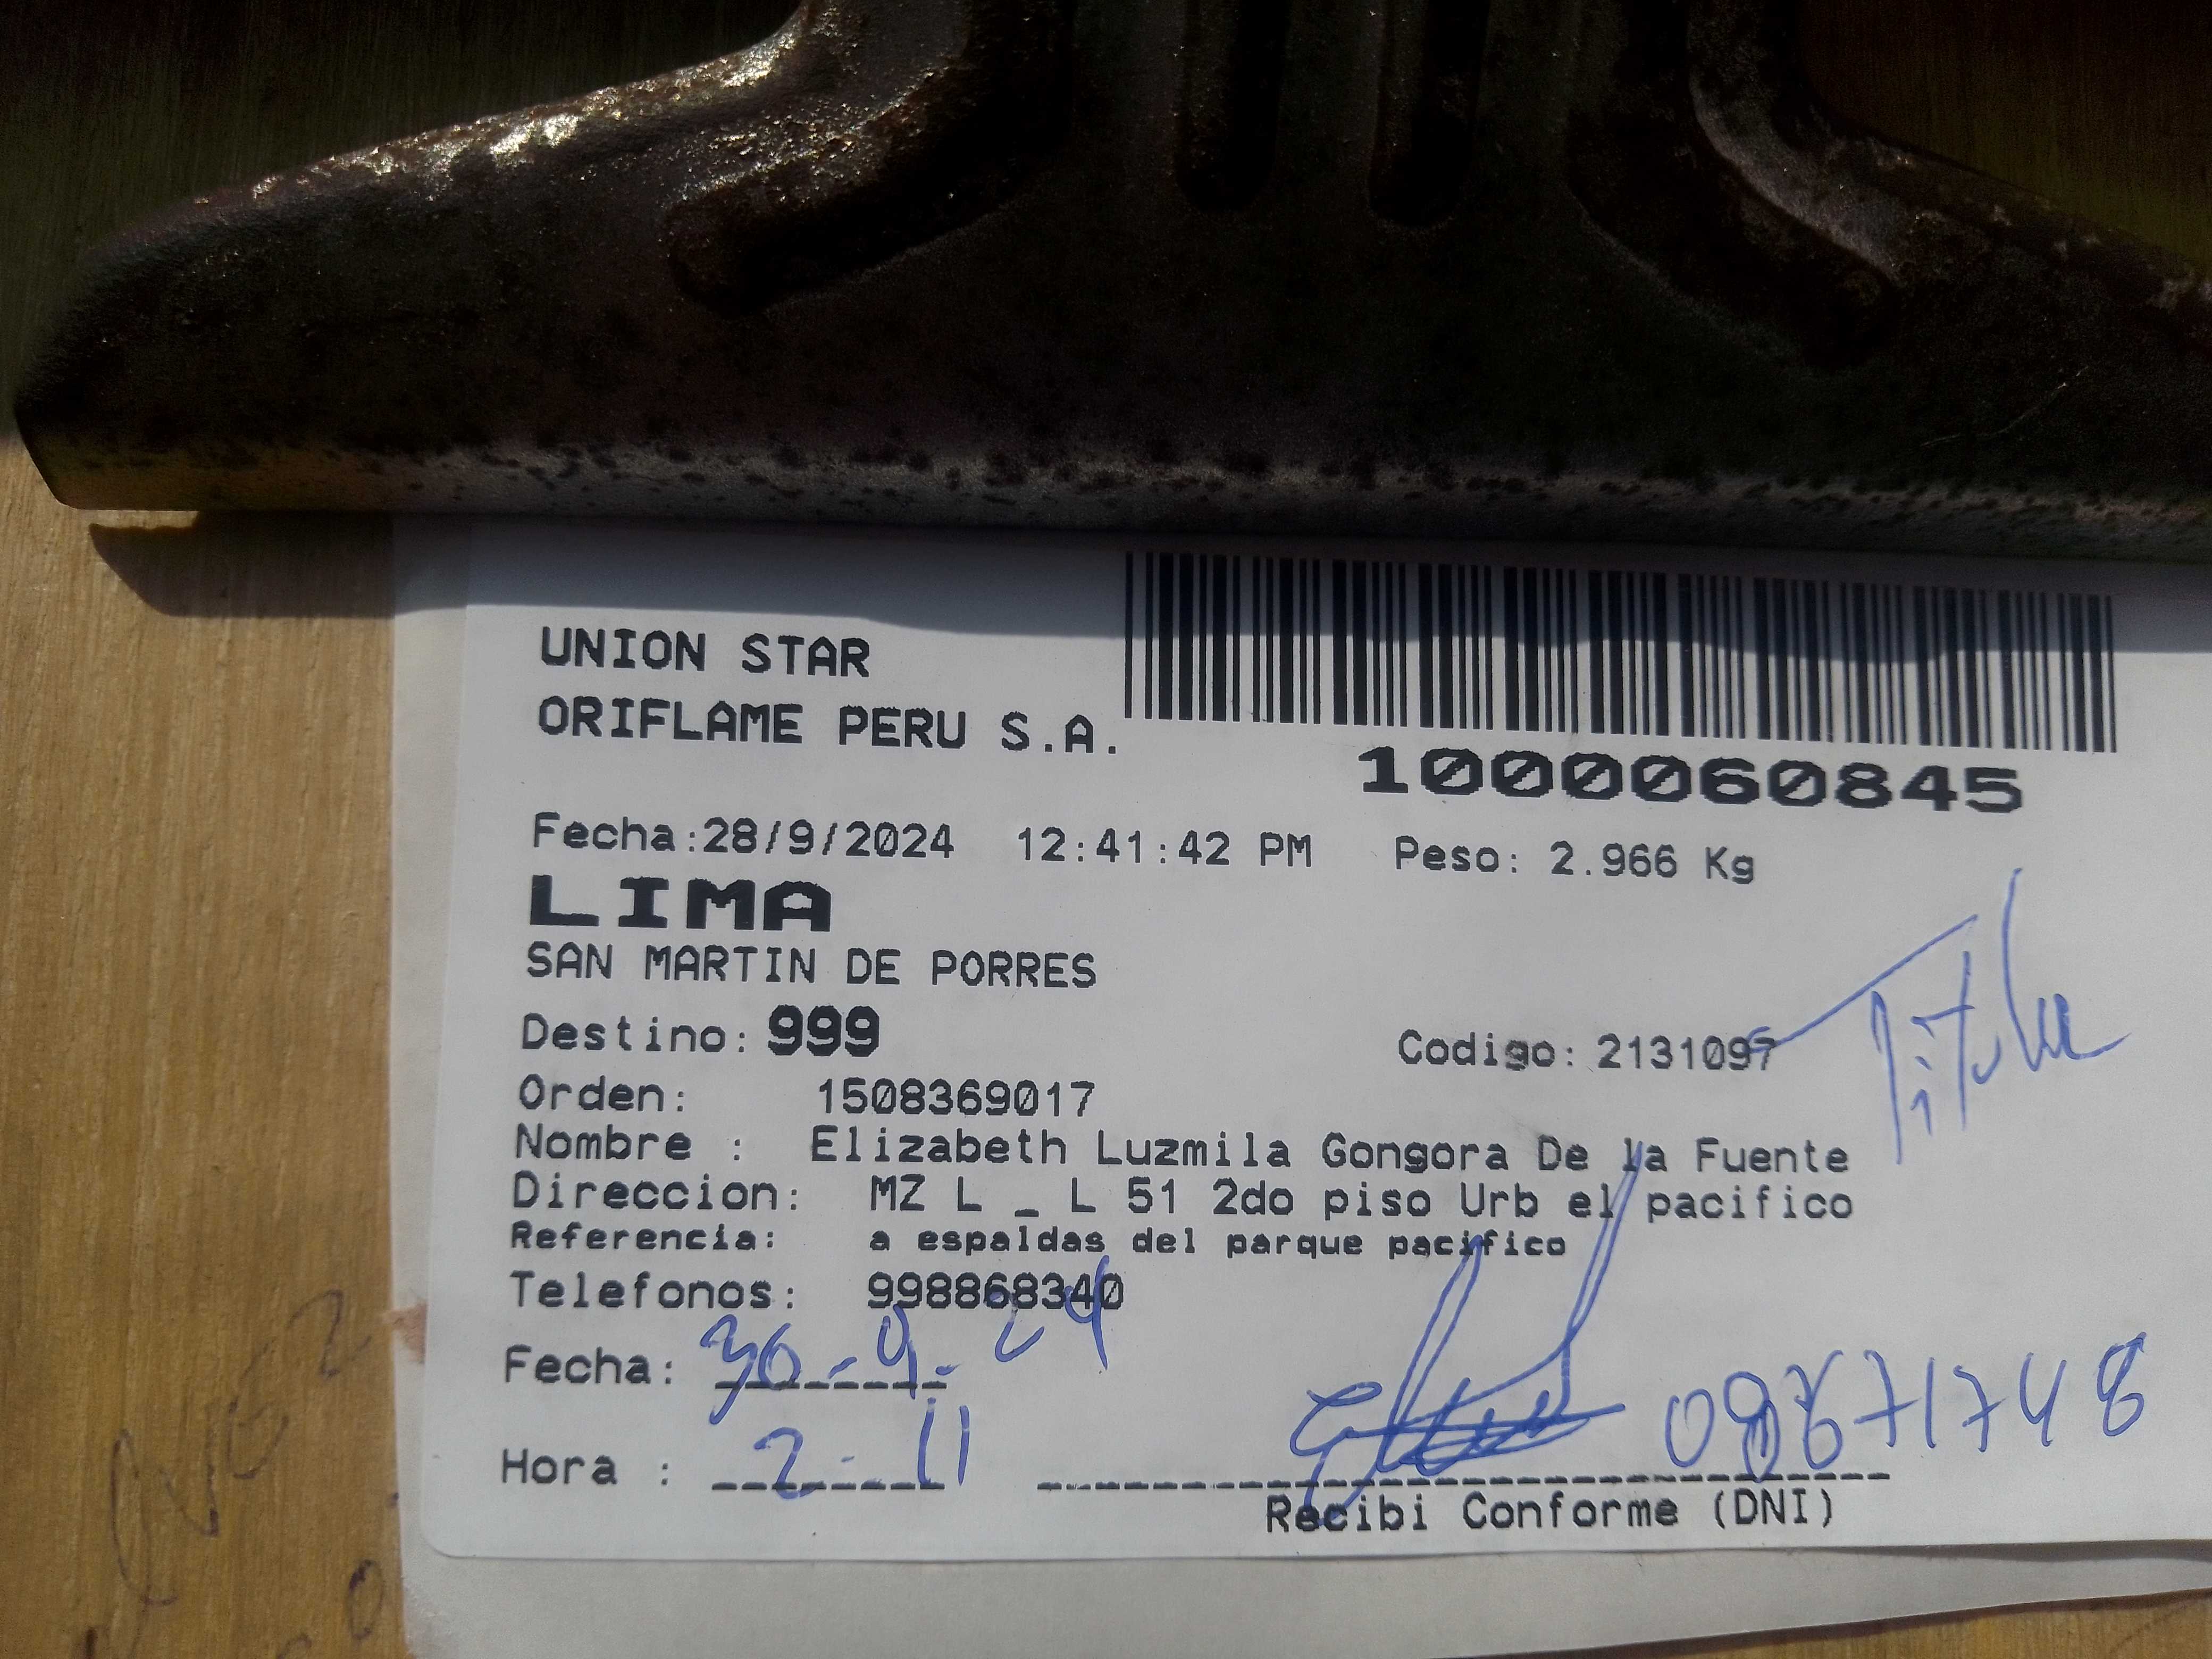 UNION STAR
ORIFLAME PERU S.A.
1000060845
Fecha:28/9/2024 12:41:42 PM Peso: 2.966 Kg
LIMA
SAN MARTIN DE PORRES
Destino: 999 Codigo: 2131097
Titular
Orden: 1508369017
Nombre : Elizabeth Luzmila Gongora De la Fuente
Direccion: MZ L _ L 51 2do piso Urb el pacifico
Referencia: a espaldas del parque pacifico
Telefonos: 998868340
Fecha: 30-9-24
Hora : 2-11
Recibi Conforme (DNI)